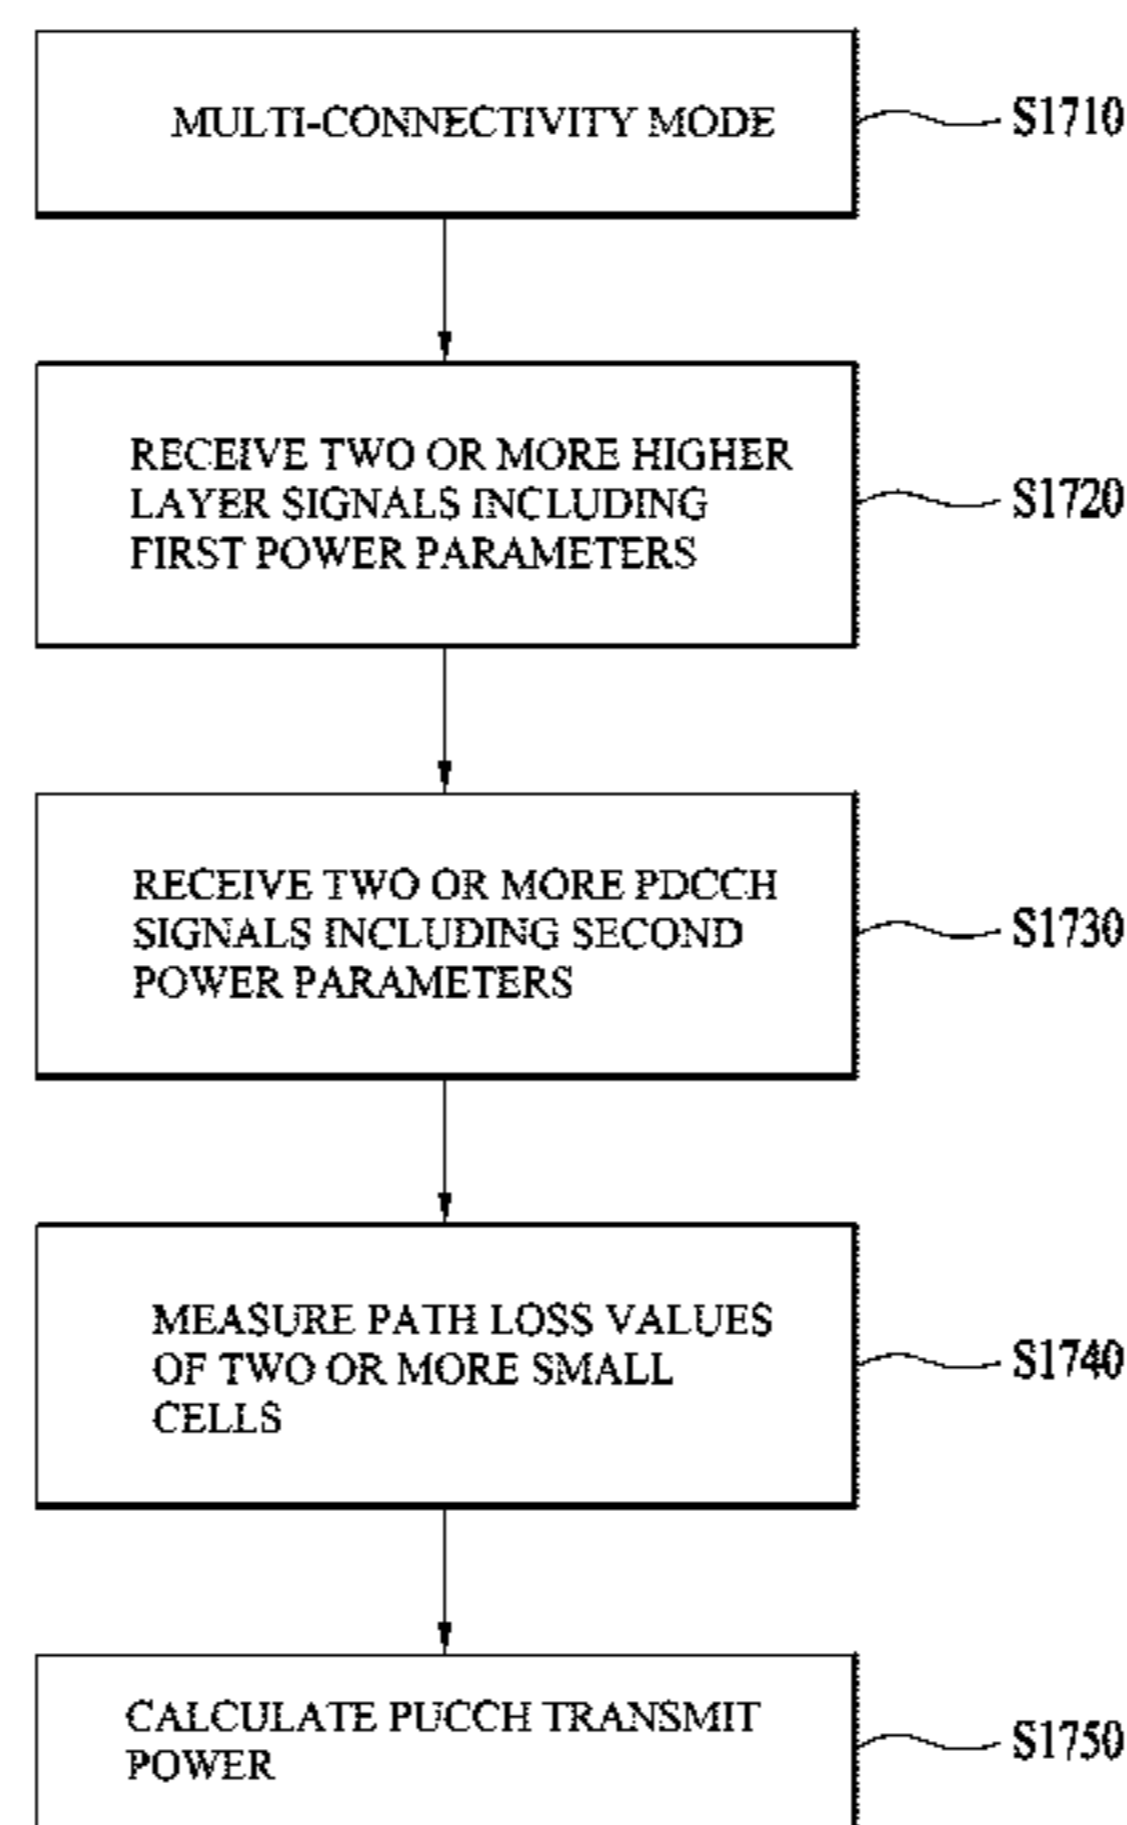 MULTI-CONNECTIVITY MODE
S1710
RECEIVE TWO OR MORE HIGHER
LAYER SIGNALS INCLUDING
FIRST POWER PARAMETERS
S1720
RECEIVE TWO OR MORE PDCCH
SIGNALS INCLUDING SECOND
POWER PARAMETERS
S1730
MEASURE PATH LOSS VALUES
OF TWO OR MORE SMALL
CELLS
S1740
CALCULATE PUCCH TRANSMIT
POWER
S1750